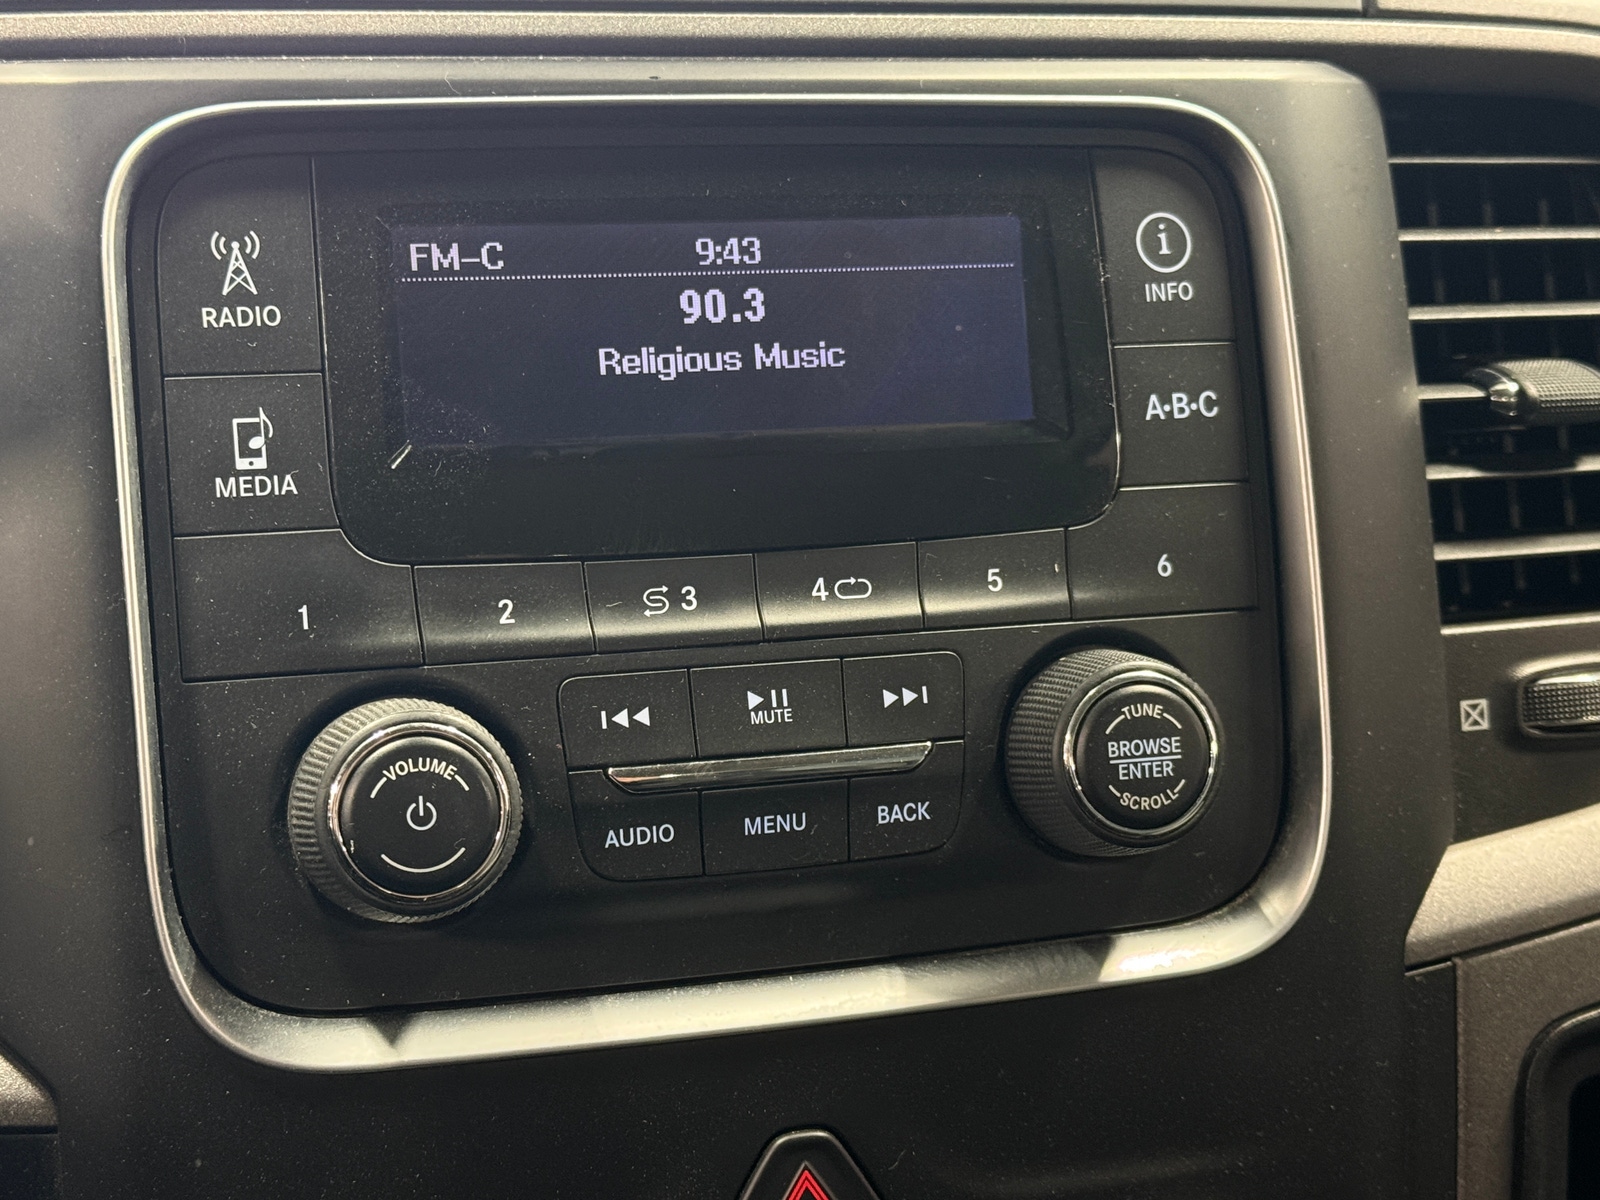 RADIO
FM-C 9:43
90.3
Religious Music
INFO
MEDIA
A·B·C
1 2 3 4 5 6
MUTE
VOLUME
AUDIO MENU BACK
TUNE
BROWSE
ENTER
SCROLL